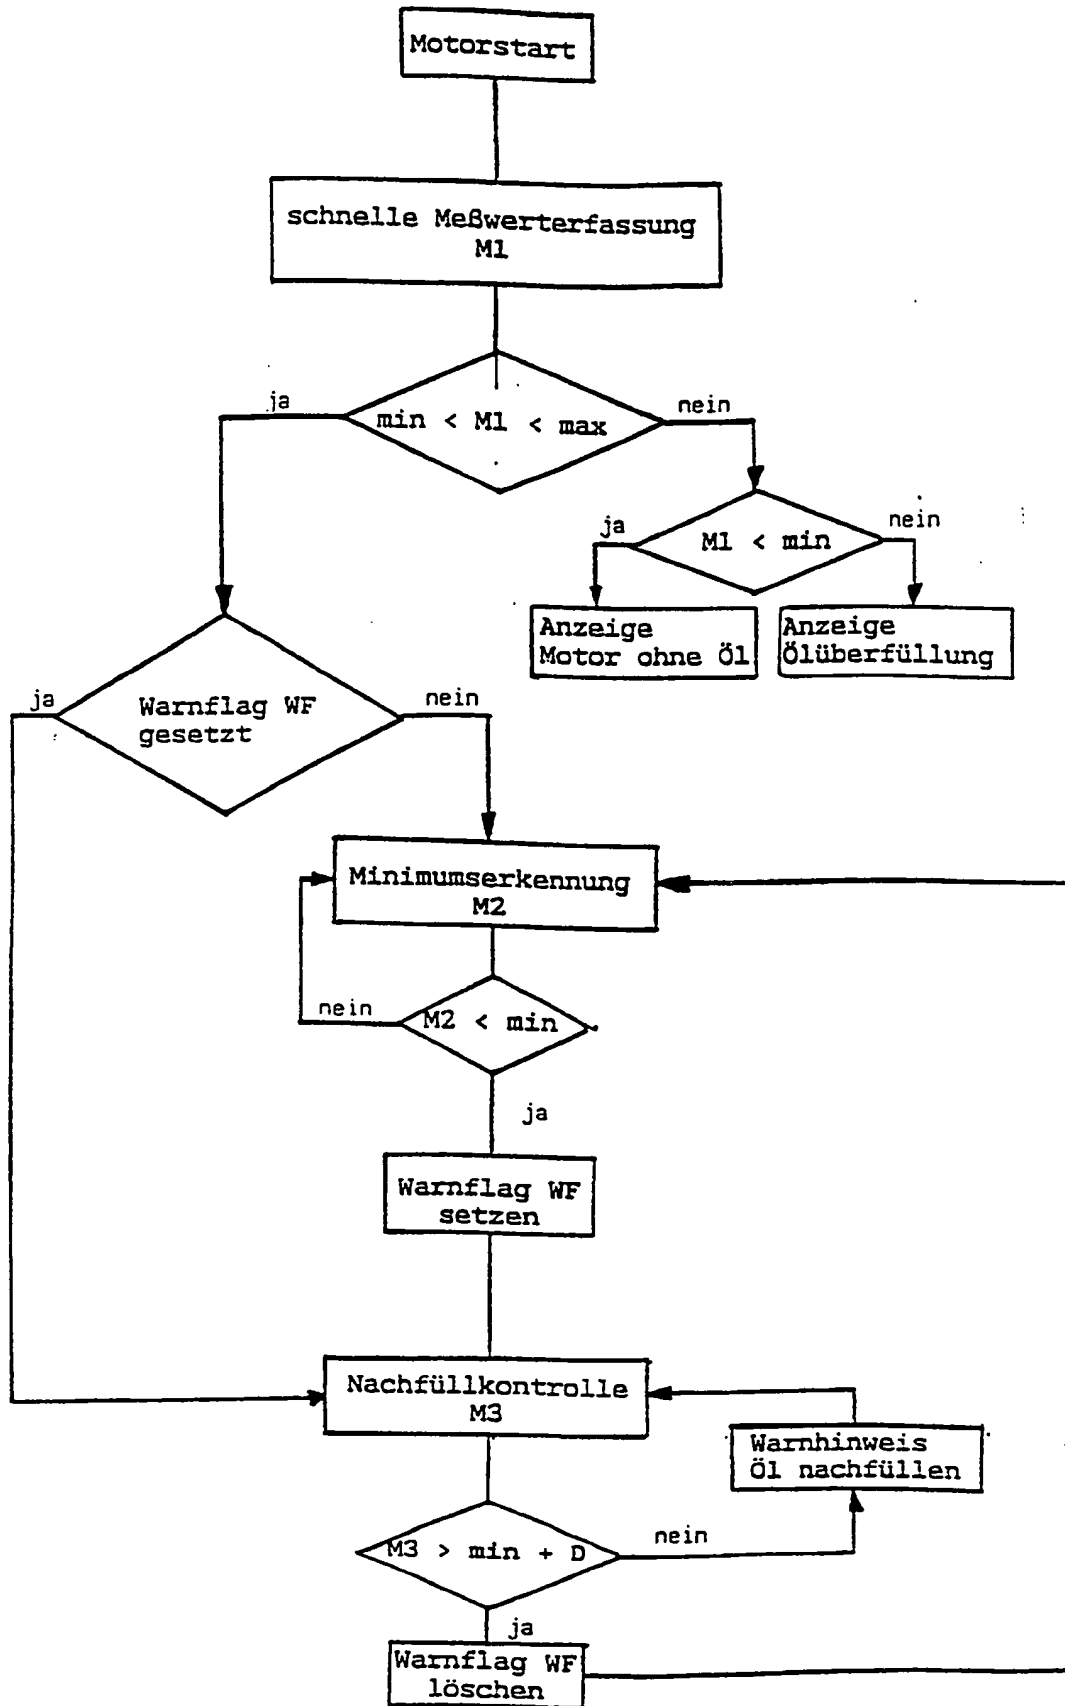 Motorstart
schnelle Meßwerterfassung
M1
ja
min < M1 < max
nein
ja
M1 < min
nein
Anzeige
Motor ohne Öl
Anzeige
Ölüberfüllung
ja
Warnflag WF
gesetzt
nein
Minimumserkennung
M2
nein
M2 < min
ja
Warnflag WF
setzen
Nachfüllkontrolle
M3
Warnhinweis
Öl nachfüllen
M3 > min + D
nein
ja
Warnflag WF
löschen